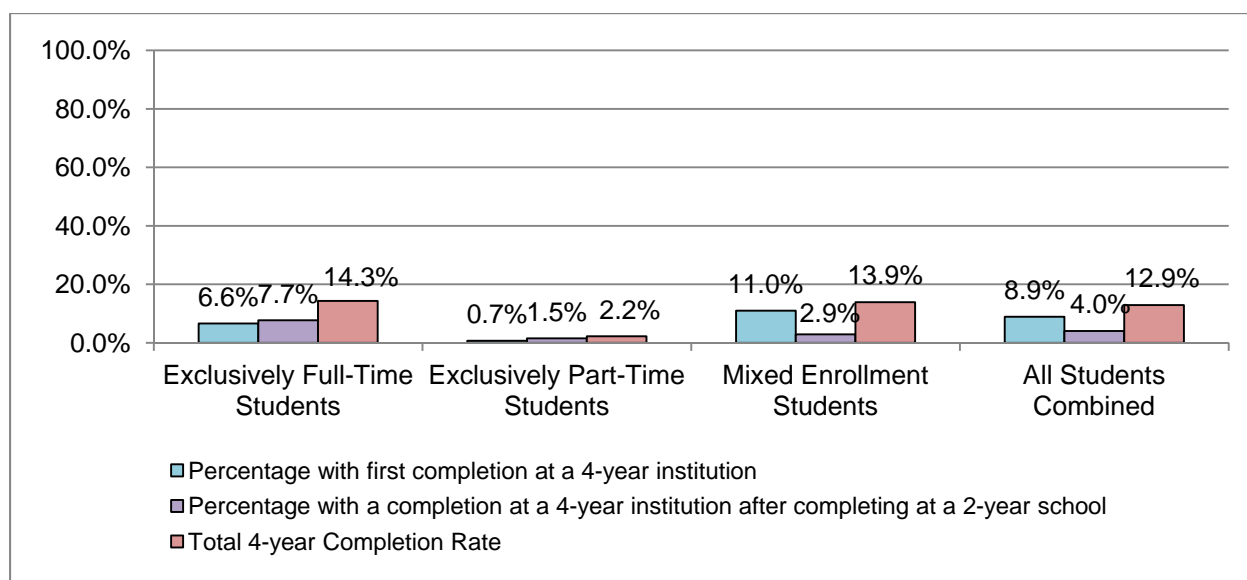 100.0%
80.0%
60.0%
40.0%
20.0%
0.0%
6.6% 7.7% 14.3%
0.7% 1.5% 2.2%
11.0% 2.9% 13.9%
8.9% 4.0% 12.9%
Exclusively Full-Time
Students
Exclusively Part-Time
Students
Mixed Enrollment
Students
All Students
Combined
Percentage with first completion at a 4-year institution
Percentage with a completion at a 4-year institution after completing at a 2-year school
Total 4-year Completion Rate